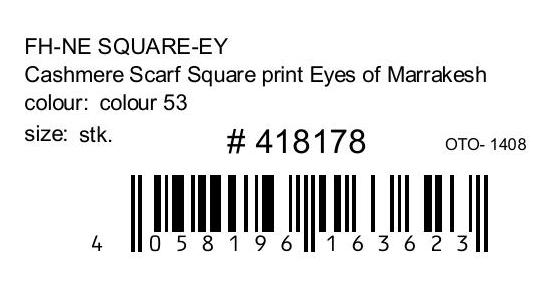 FH-NE SQUARE-EY
Cashmere Scarf Square print Eyes of Marrakesh
colour: colour 53
size: stk.
# 418178
OTO- 1408
4 058196 163623